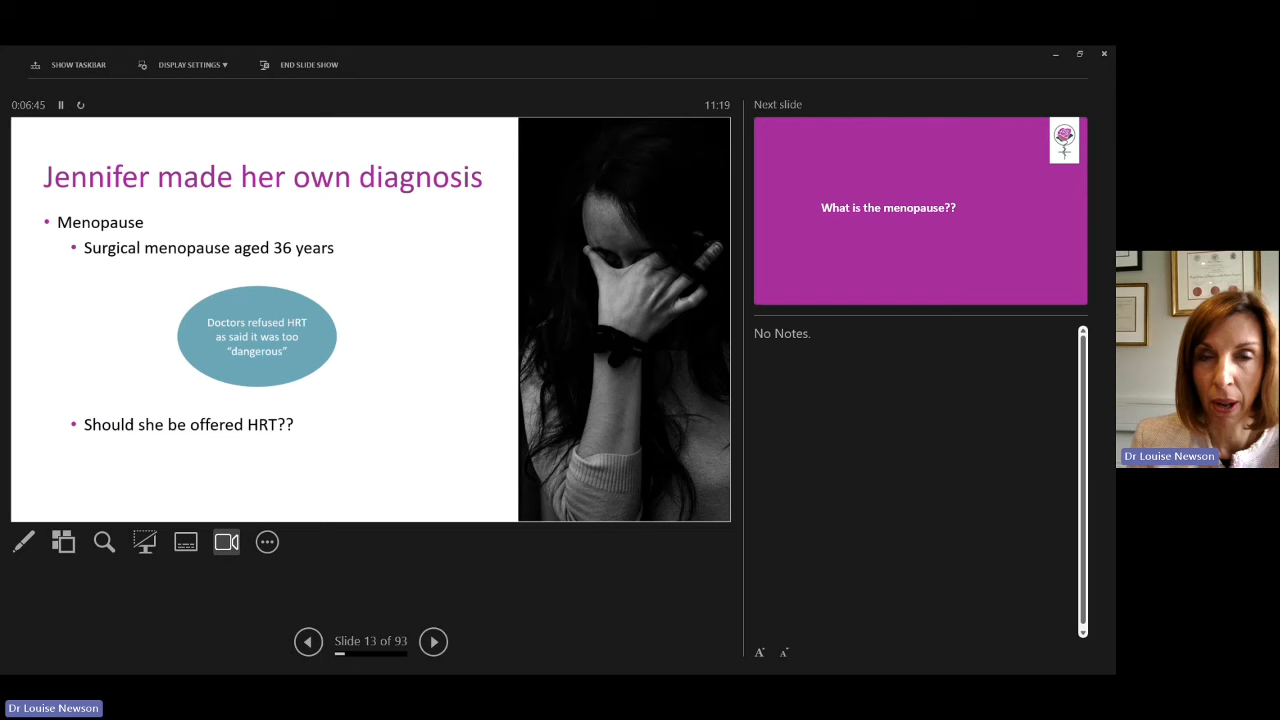 SHOW TASKBAR
DISPLAY SETTINGS ▼
END SLIDE SHOW
0:06:45
11:19
Jennifer made her own diagnosis
• Menopause
• Surgical menopause aged 36 years
Doctors refused HRT
as said it was too
“dangerous”
• Should she be offered HRT??
Next slide
What is the menopause??
No Notes.
Dr Louise Newson
Slide 13 of 93
A
A
Dr Louise Newson